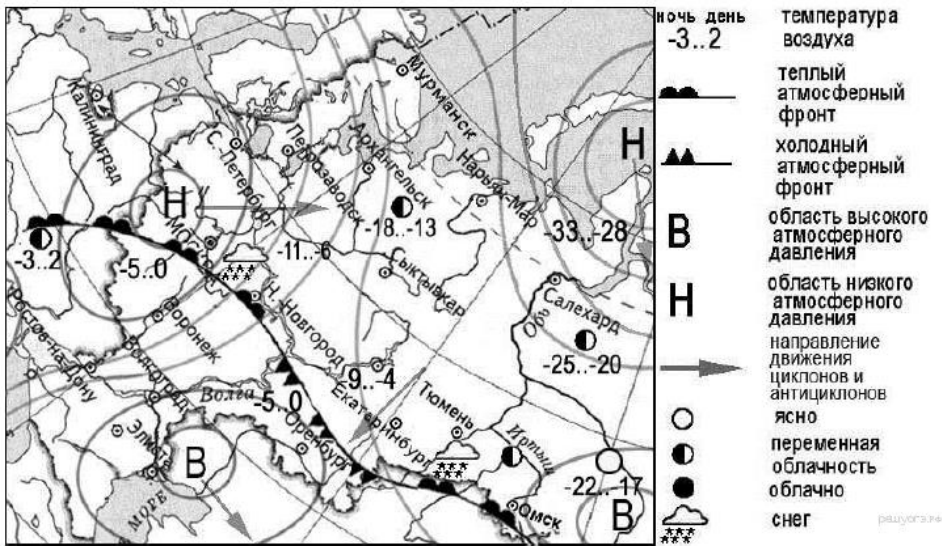 Калининград
С.-Петербург
Петрозаводск
Мурманск
Архангельск
Нарьян-Мар
Н
Н
Москва
-18..-13
-33..-28
-11..-6
-3..2
-5..0
Сыктывкар
Салехард
Обь
Ростов-на-Дону
Воронеж
Н. Новгород
-25..-20
Волгоград
Волга
-5..0
-9..-4
Екатеринбург
Тюмень
Элиста
Оренбург
Иртыш
В
-22..-17
МОРЕ
Омск
В
ночь день
-3..2
температура
воздуха
теплый
атмосферный
фронт
холодный
атмосферный
фронт
В
область высокого
атмосферного
давления
Н
область низкого
атмосферного
давления
направление
движения
циклонов и
антициклонов
ясно
переменная
облачность
облачно
снег
решуогэ.рф